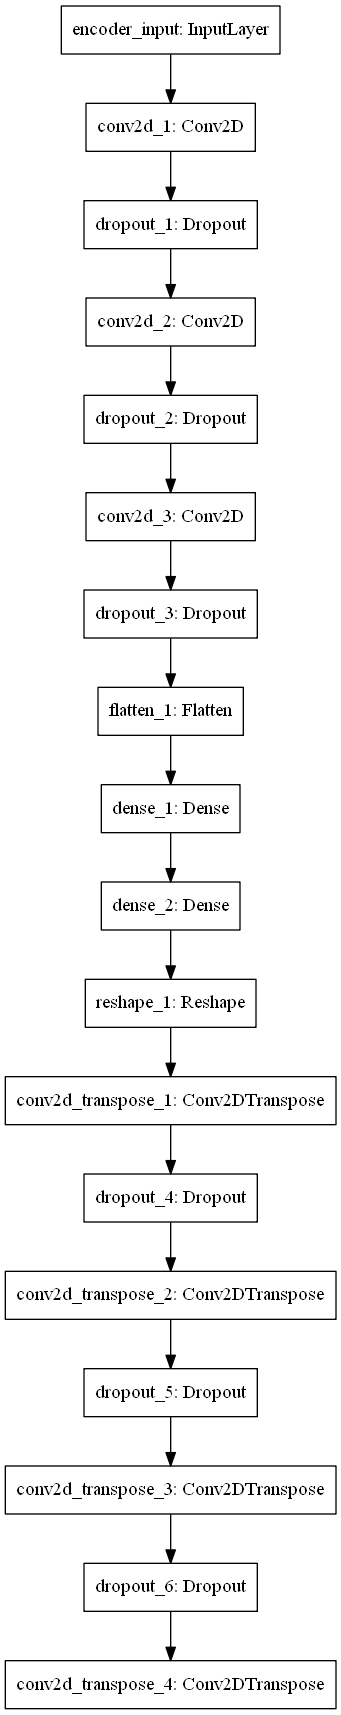 encoder_input: InputLayer
conv2d_1: Conv2D
dropout_1: Dropout
conv2d_2: Conv2D
dropout_2: Dropout
conv2d_3: Conv2D
dropout_3: Dropout
flatten_1: Flatten
dense_1: Dense
dense_2: Dense
reshape_1: Reshape
conv2d_transpose_1: Conv2DTranspose
dropout_4: Dropout
conv2d_transpose_2: Conv2DTranspose
dropout_5: Dropout
conv2d_transpose_3: Conv2DTranspose
dropout_6: Dropout
conv2d_transpose_4: Conv2DTranspose